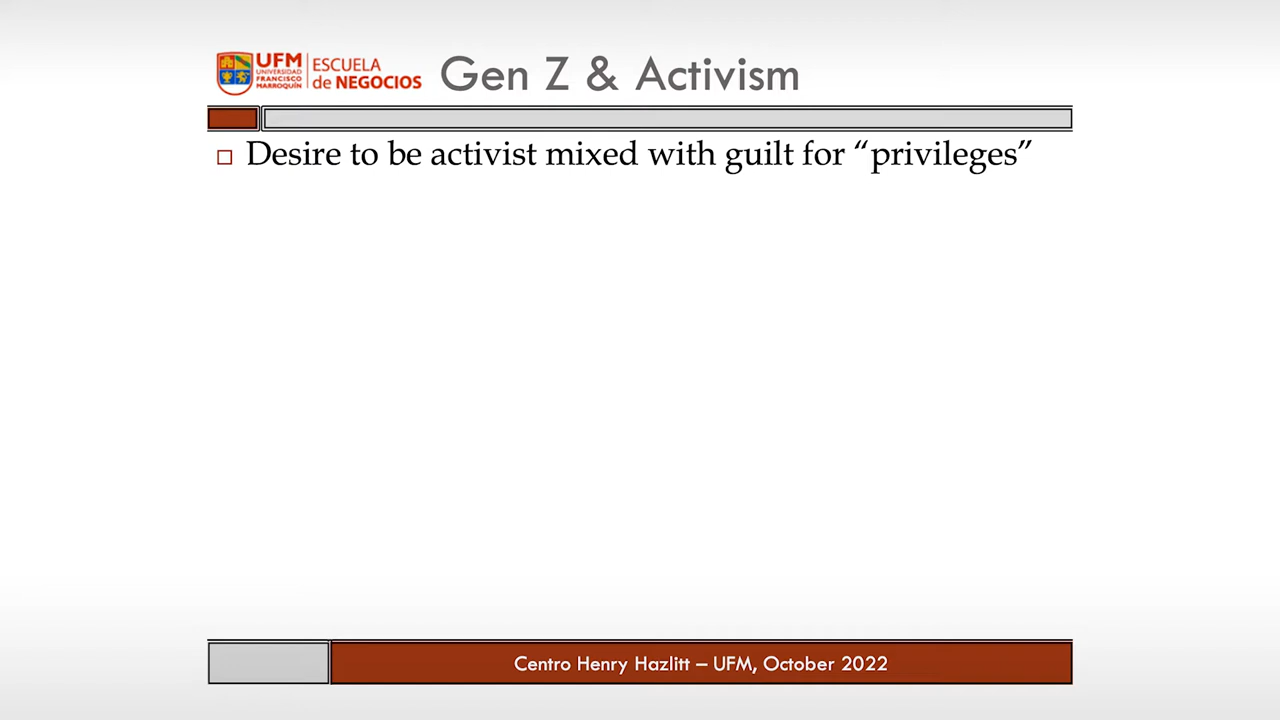 UFM
UNIVERSIDAD
FRANCISCO
MARROQUÍN
ESCUELA
de NEGOCIOS
Gen Z & Activism
Desire to be activist mixed with guilt for “privileges”
Centro Henry Hazlitt – UFM, October 2022